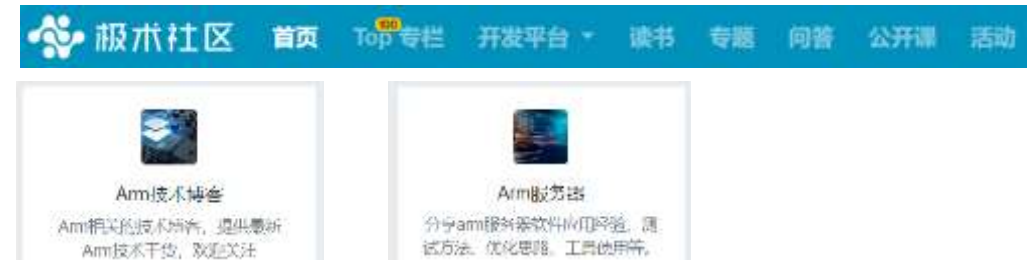 极术社区 首页 Top 100 专栏 开发平台 读书 专题 问答 公开课 活动
Arm技术博客
Arm相关的技术博客，提供最新
Arm技术干货，欢迎关注
Arm服务器
分享arm服务器软件应用经验、测
试方法、优化思路、工具使用等。